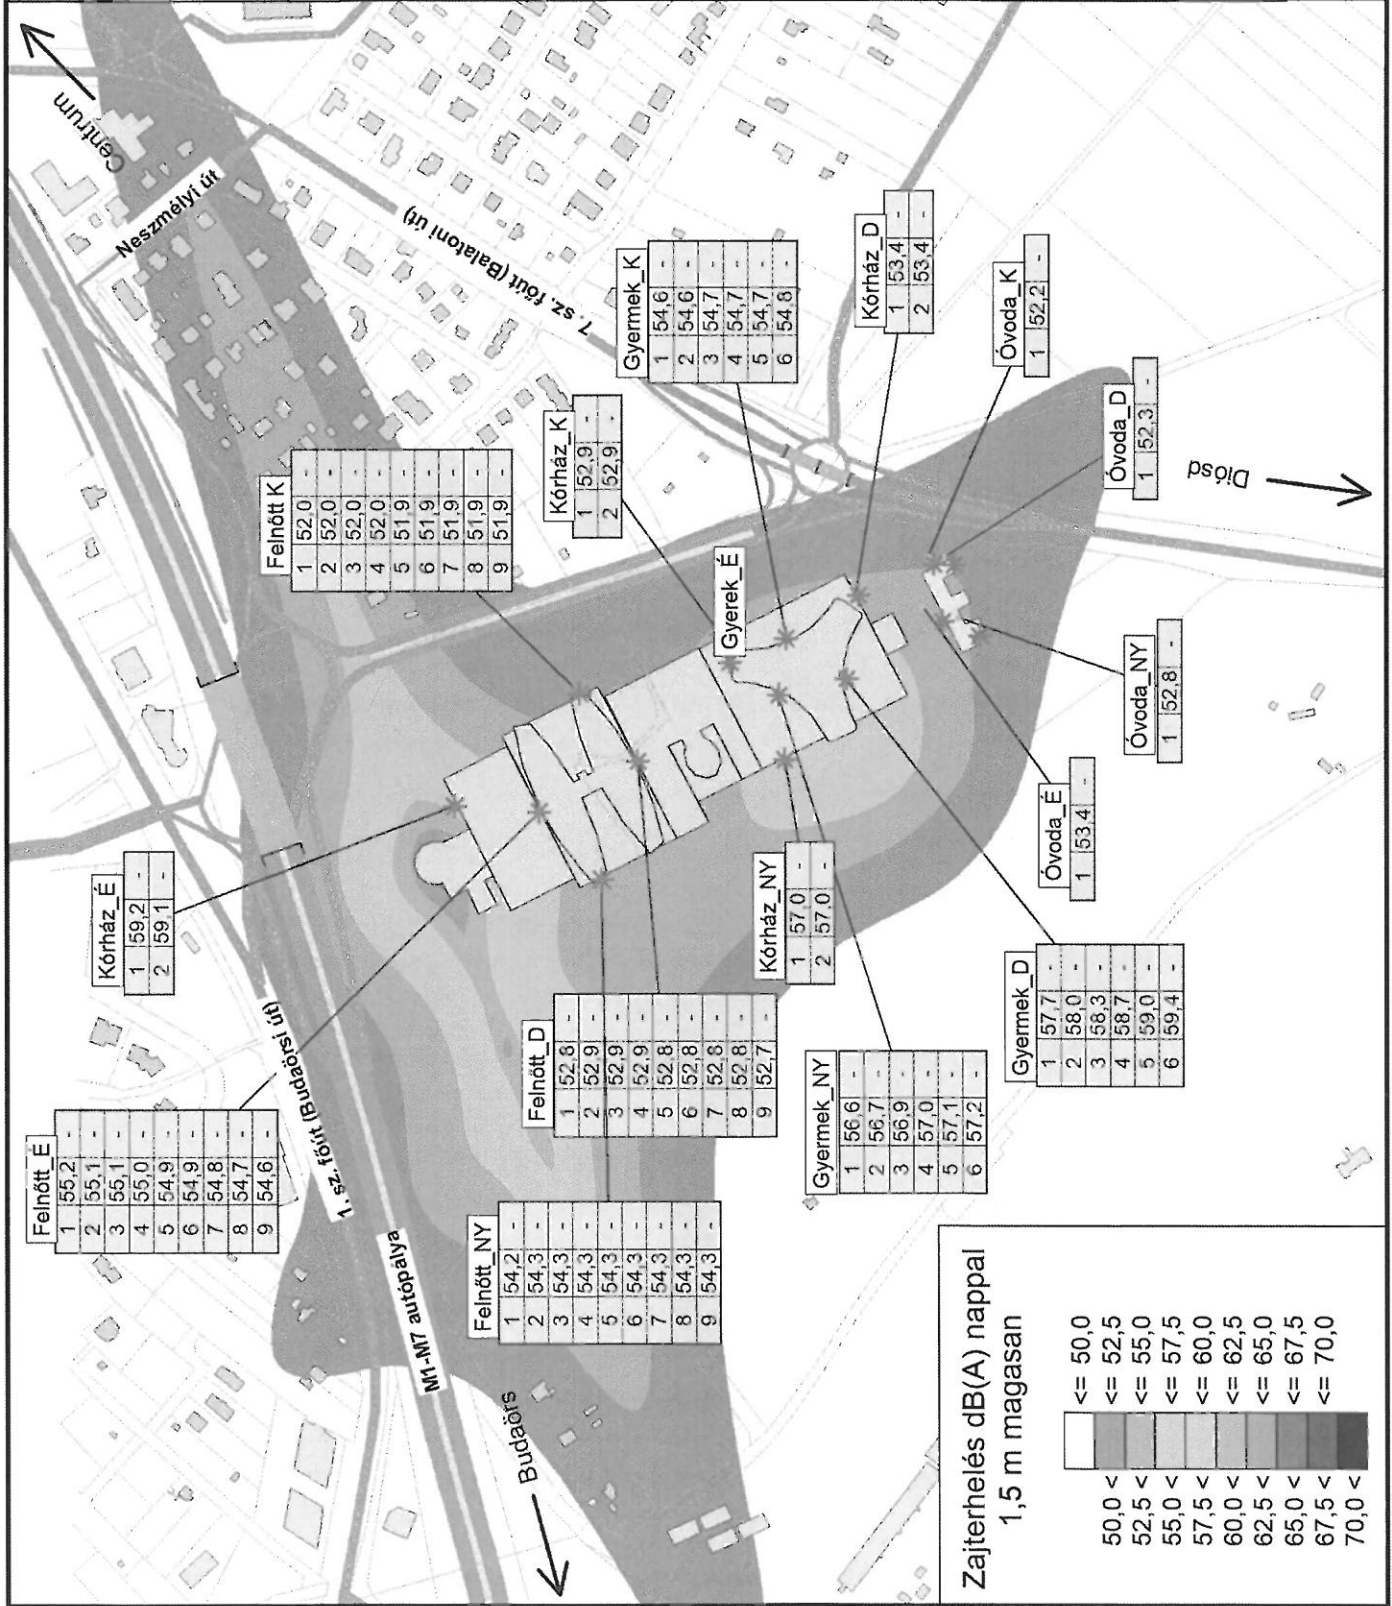 Centrum
Neszmélyi út
7. sz. főút (Balatoni út)
Felnőtt K
1 52,0 -
2 52,0 -
3 52,0 -
4 52,0 -
5 51,9 -
6 51,9 -
7 51,9 -
8 51,9 -
9 51,9 -
Kórház_K
1 52,9 -
2 52,9 -
Gyermek_K
1 54,6 -
2 54,6 -
3 54,7 -
4 54,7 -
5 54,7 -
6 54,8 -
Kórház_D
1 53,4 -
2 53,4 -
Óvoda_K
1 52,2 -
Óvoda_D
1 52,3 -
Diósd
Gyerek_É
Kórház_É
1 59,2 -
2 59,1 -
Óvoda_NY
1 52,8 -
Óvoda_É
1 53,4 -
Kórház_NY
1 57,0 -
2 57,0 -
Felnőtt_É
1 55,2 -
2 55,1 -
3 55,1 -
4 55,0 -
5 54,9 -
6 54,9 -
7 54,8 -
8 54,7 -
9 54,6 -
1. sz. főút (Budaörsi út)
M1-M7 autópálya
Felnőtt_D
1 52,8 -
2 52,9 -
3 52,9 -
4 52,9 -
5 52,8 -
6 52,8 -
7 52,8 -
8 52,8 -
9 52,7 -
Gyermek_NY
1 56,6 -
2 56,7 -
3 56,9 -
4 57,0 -
5 57,1 -
6 57,2 -
Gyermek_D
1 57,7 -
2 58,0 -
3 58,3 -
4 58,7 -
5 59,0 -
6 59,4 -
Felnőtt_NY
1 54,2 -
2 54,3 -
3 54,3 -
4 54,3 -
5 54,3 -
6 54,3 -
7 54,3 -
8 54,3 -
9 54,3 -
Budaörs
Zajterhelés dB(A) nappal
1,5 m magasan
<= 50,0
50,0 < <= 52,5
52,5 < <= 55,0
55,0 < <= 57,5
57,5 < <= 60,0
60,0 < <= 62,5
62,5 < <= 65,0
65,0 < <= 67,5
67,5 < <= 70,0
70,0 <